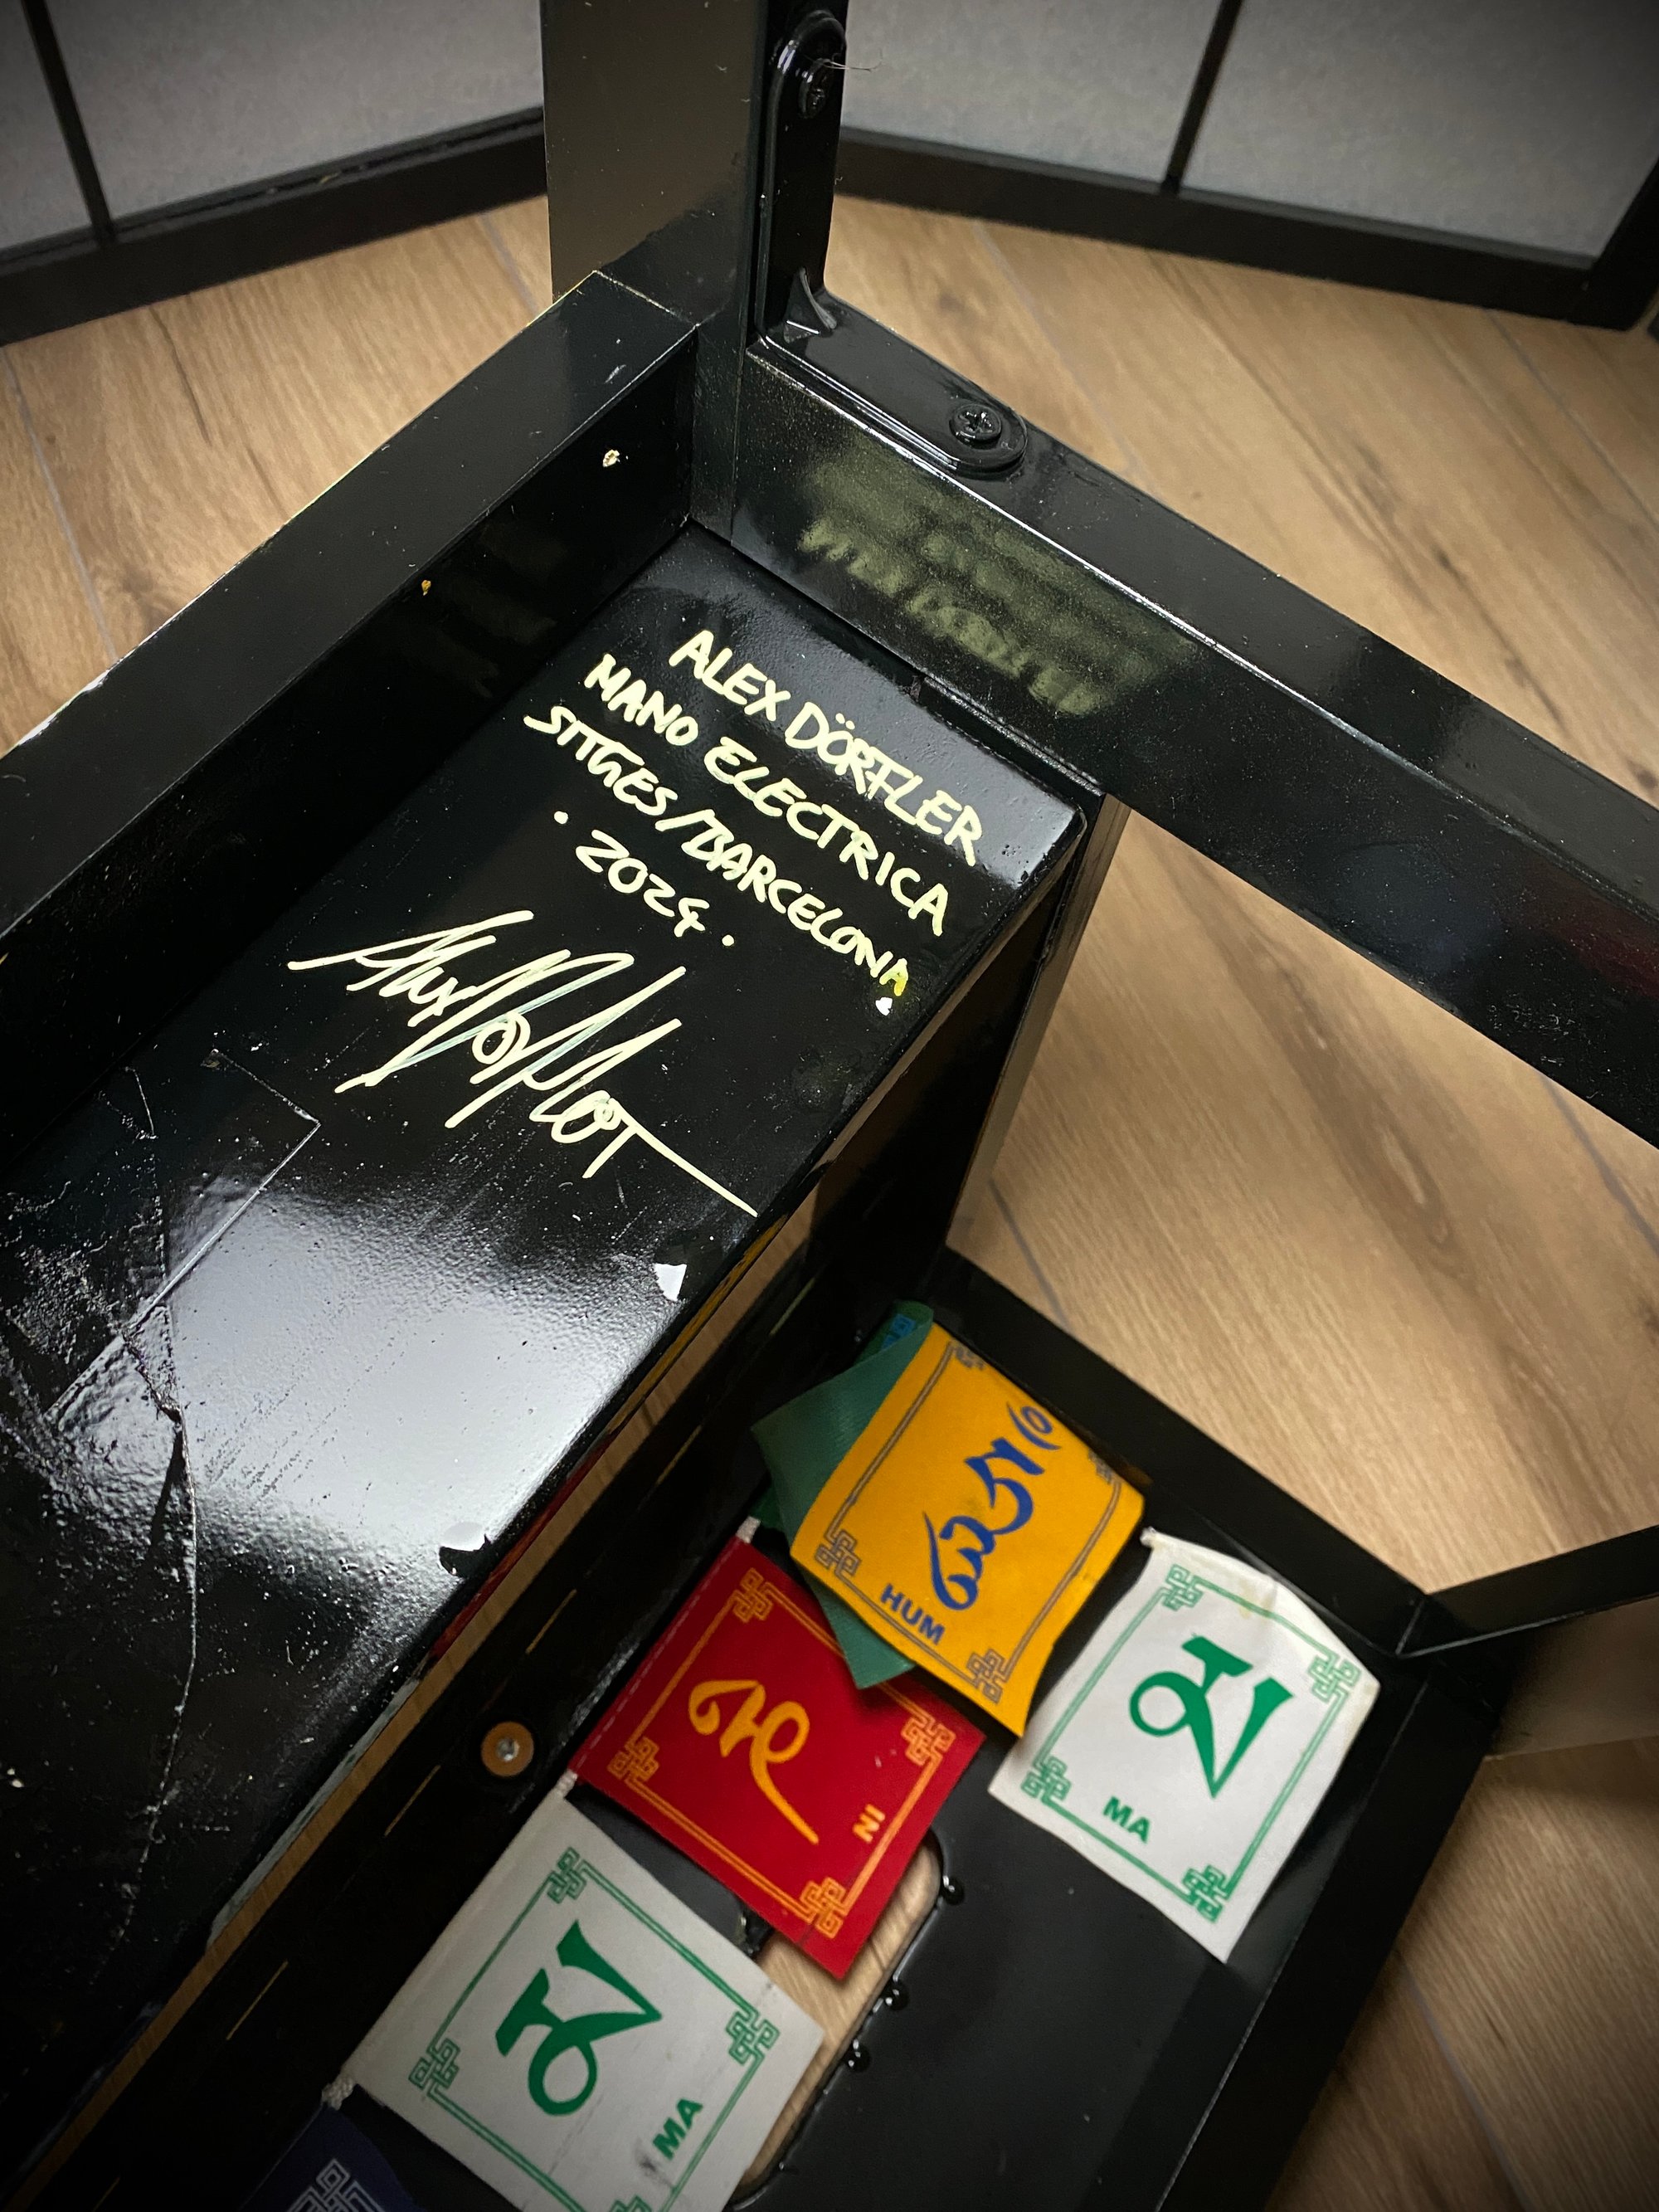 ALEX DÖRFLER
MANO ELECTRICA
SITGES/BARCELONA
· 2024 ·
ཧཱུྃ
HUM
NI
མ
MA
མ
MA